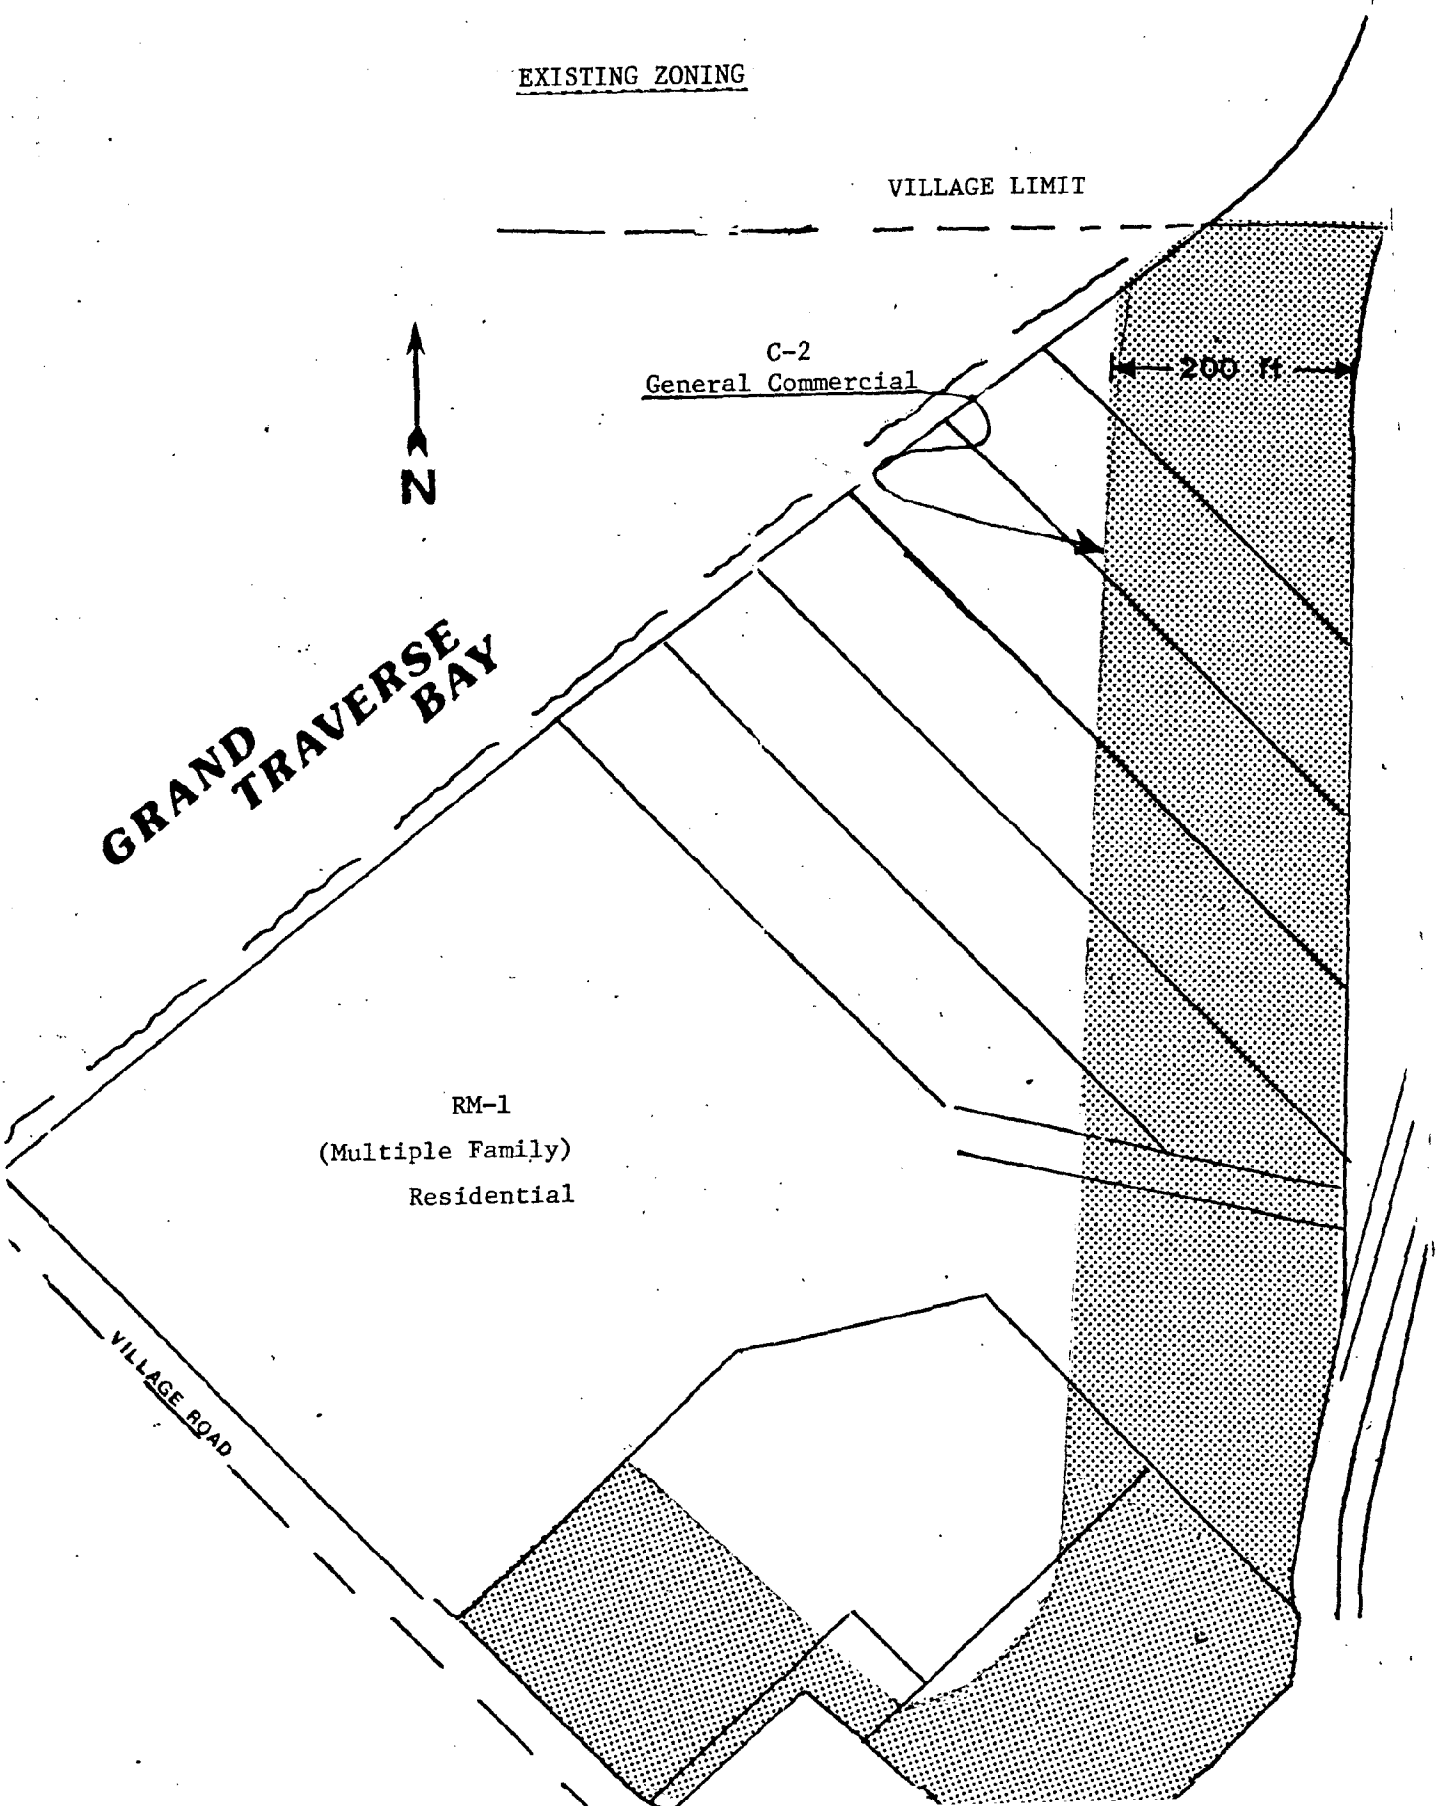 EXISTING ZONING
VILLAGE LIMIT
C-2
General Commercial
200 ft
N
GRAND
TRAVERSE
BAY
RM-1
(Multiple Family)
Residential
VILLAGE ROAD